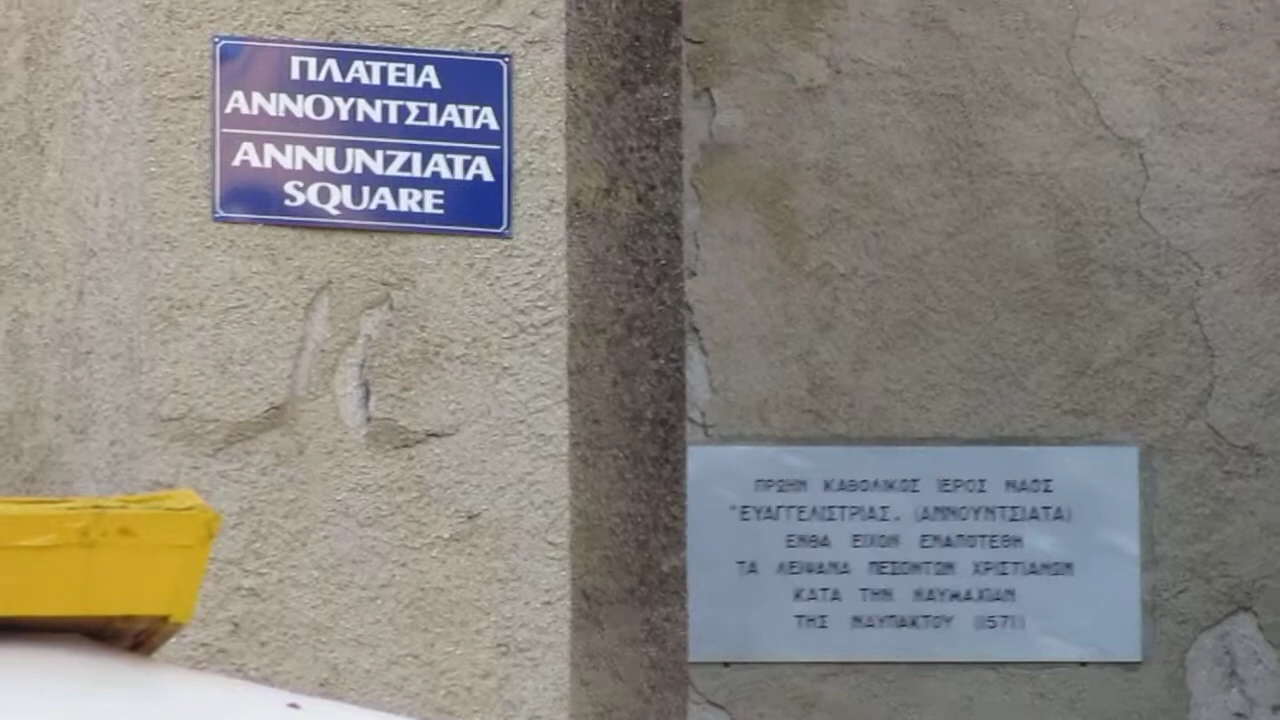 ΠΛΑΤΕΙΑ
ΑΝΝΟΥΝΤΣΙΑΤΑ
ANNUNZIATA
SQUARE
ΠΡΩΗΝ ΚΑΘΟΛΙΚΟΣ ΙΕΡΟΣ ΝΑΟΣ
"ΕΥΑΓΓΕΛΙΣΤΡΙΑΣ„ (ΑΝΝΟΥΝΤΣΙΑΤΑ)
ΕΝΘΑ ΕΙΧΟΝ ΕΝΑΠΟΤΕΘΗ
ΤΑ ΛΕΙΨΑΝΑ ΠΕΣΟΝΤΩΝ ΧΡΙΣΤΙΑΝΩΝ
ΚΑΤΑ ΤΗΝ ΝΑΥΜΑΧΙΑΝ
ΤΗΣ ΝΑΥΠΑΚΤΟΥ (1571)